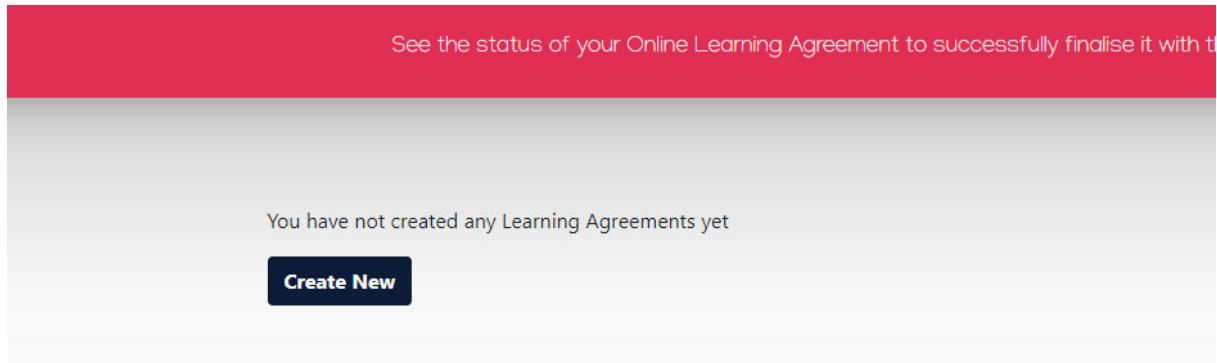 See the status of your Online Learning Agreement to successfully finalise it with
You have not created any Learning Agreements yet
Create New